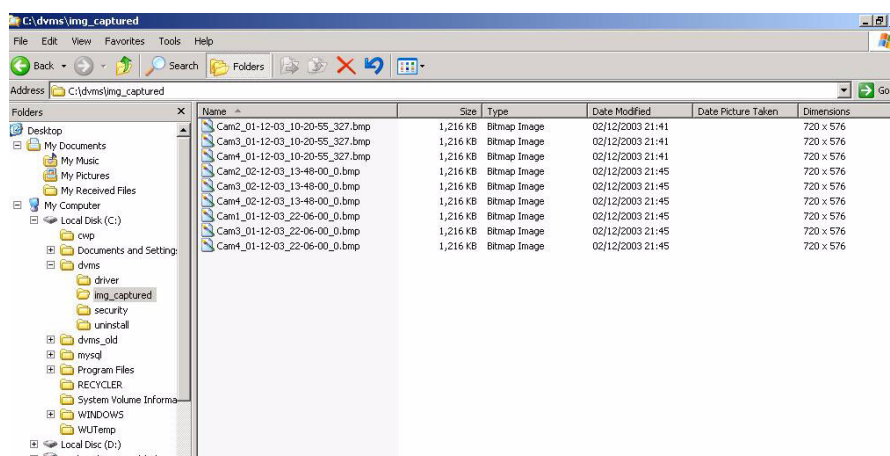 C:\dvms\img_captured
File Edit View Favorites Tools Help
Back Search Folders
Address C:\dvms\img_captured Go
Folders Name Size Type Date Modified Date Picture Taken Dimensions
Desktop Cam2_01-12-03_10-20-55_327.bmp 1,216 KB Bitmap Image 02/12/2003 21:41 720 x 576
My Documents Cam3_01-12-03_10-20-55_327.bmp 1,216 KB Bitmap Image 02/12/2003 21:41 720 x 576
My Music Cam4_01-12-03_10-20-55_327.bmp 1,216 KB Bitmap Image 02/12/2003 21:41 720 x 576
My Pictures Cam2_02-12-03_13-48-00_0.bmp 1,216 KB Bitmap Image 02/12/2003 21:45 720 x 576
My Received Files Cam3_02-12-03_13-48-00_0.bmp 1,216 KB Bitmap Image 02/12/2003 21:45 720 x 576
My Computer Cam4_02-12-03_13-48-00_0.bmp 1,216 KB Bitmap Image 02/12/2003 21:45 720 x 576
Local Disk (C:) Cam1_01-12-03_22-06-00_0.bmp 1,216 KB Bitmap Image 02/12/2003 21:45 720 x 576
cwp Cam3_01-12-03_22-06-00_0.bmp 1,216 KB Bitmap Image 02/12/2003 21:45 720 x 576
Documents and Setting Cam4_01-12-03_22-06-00_0.bmp 1,216 KB Bitmap Image 02/12/2003 21:45 720 x 576
dvms
driver
img_captured
security
uninstall
dvms_old
mysql
Program Files
RECYCLER
System Volume Informa
WINDOWS
WUTemp
Local Disc (D:)